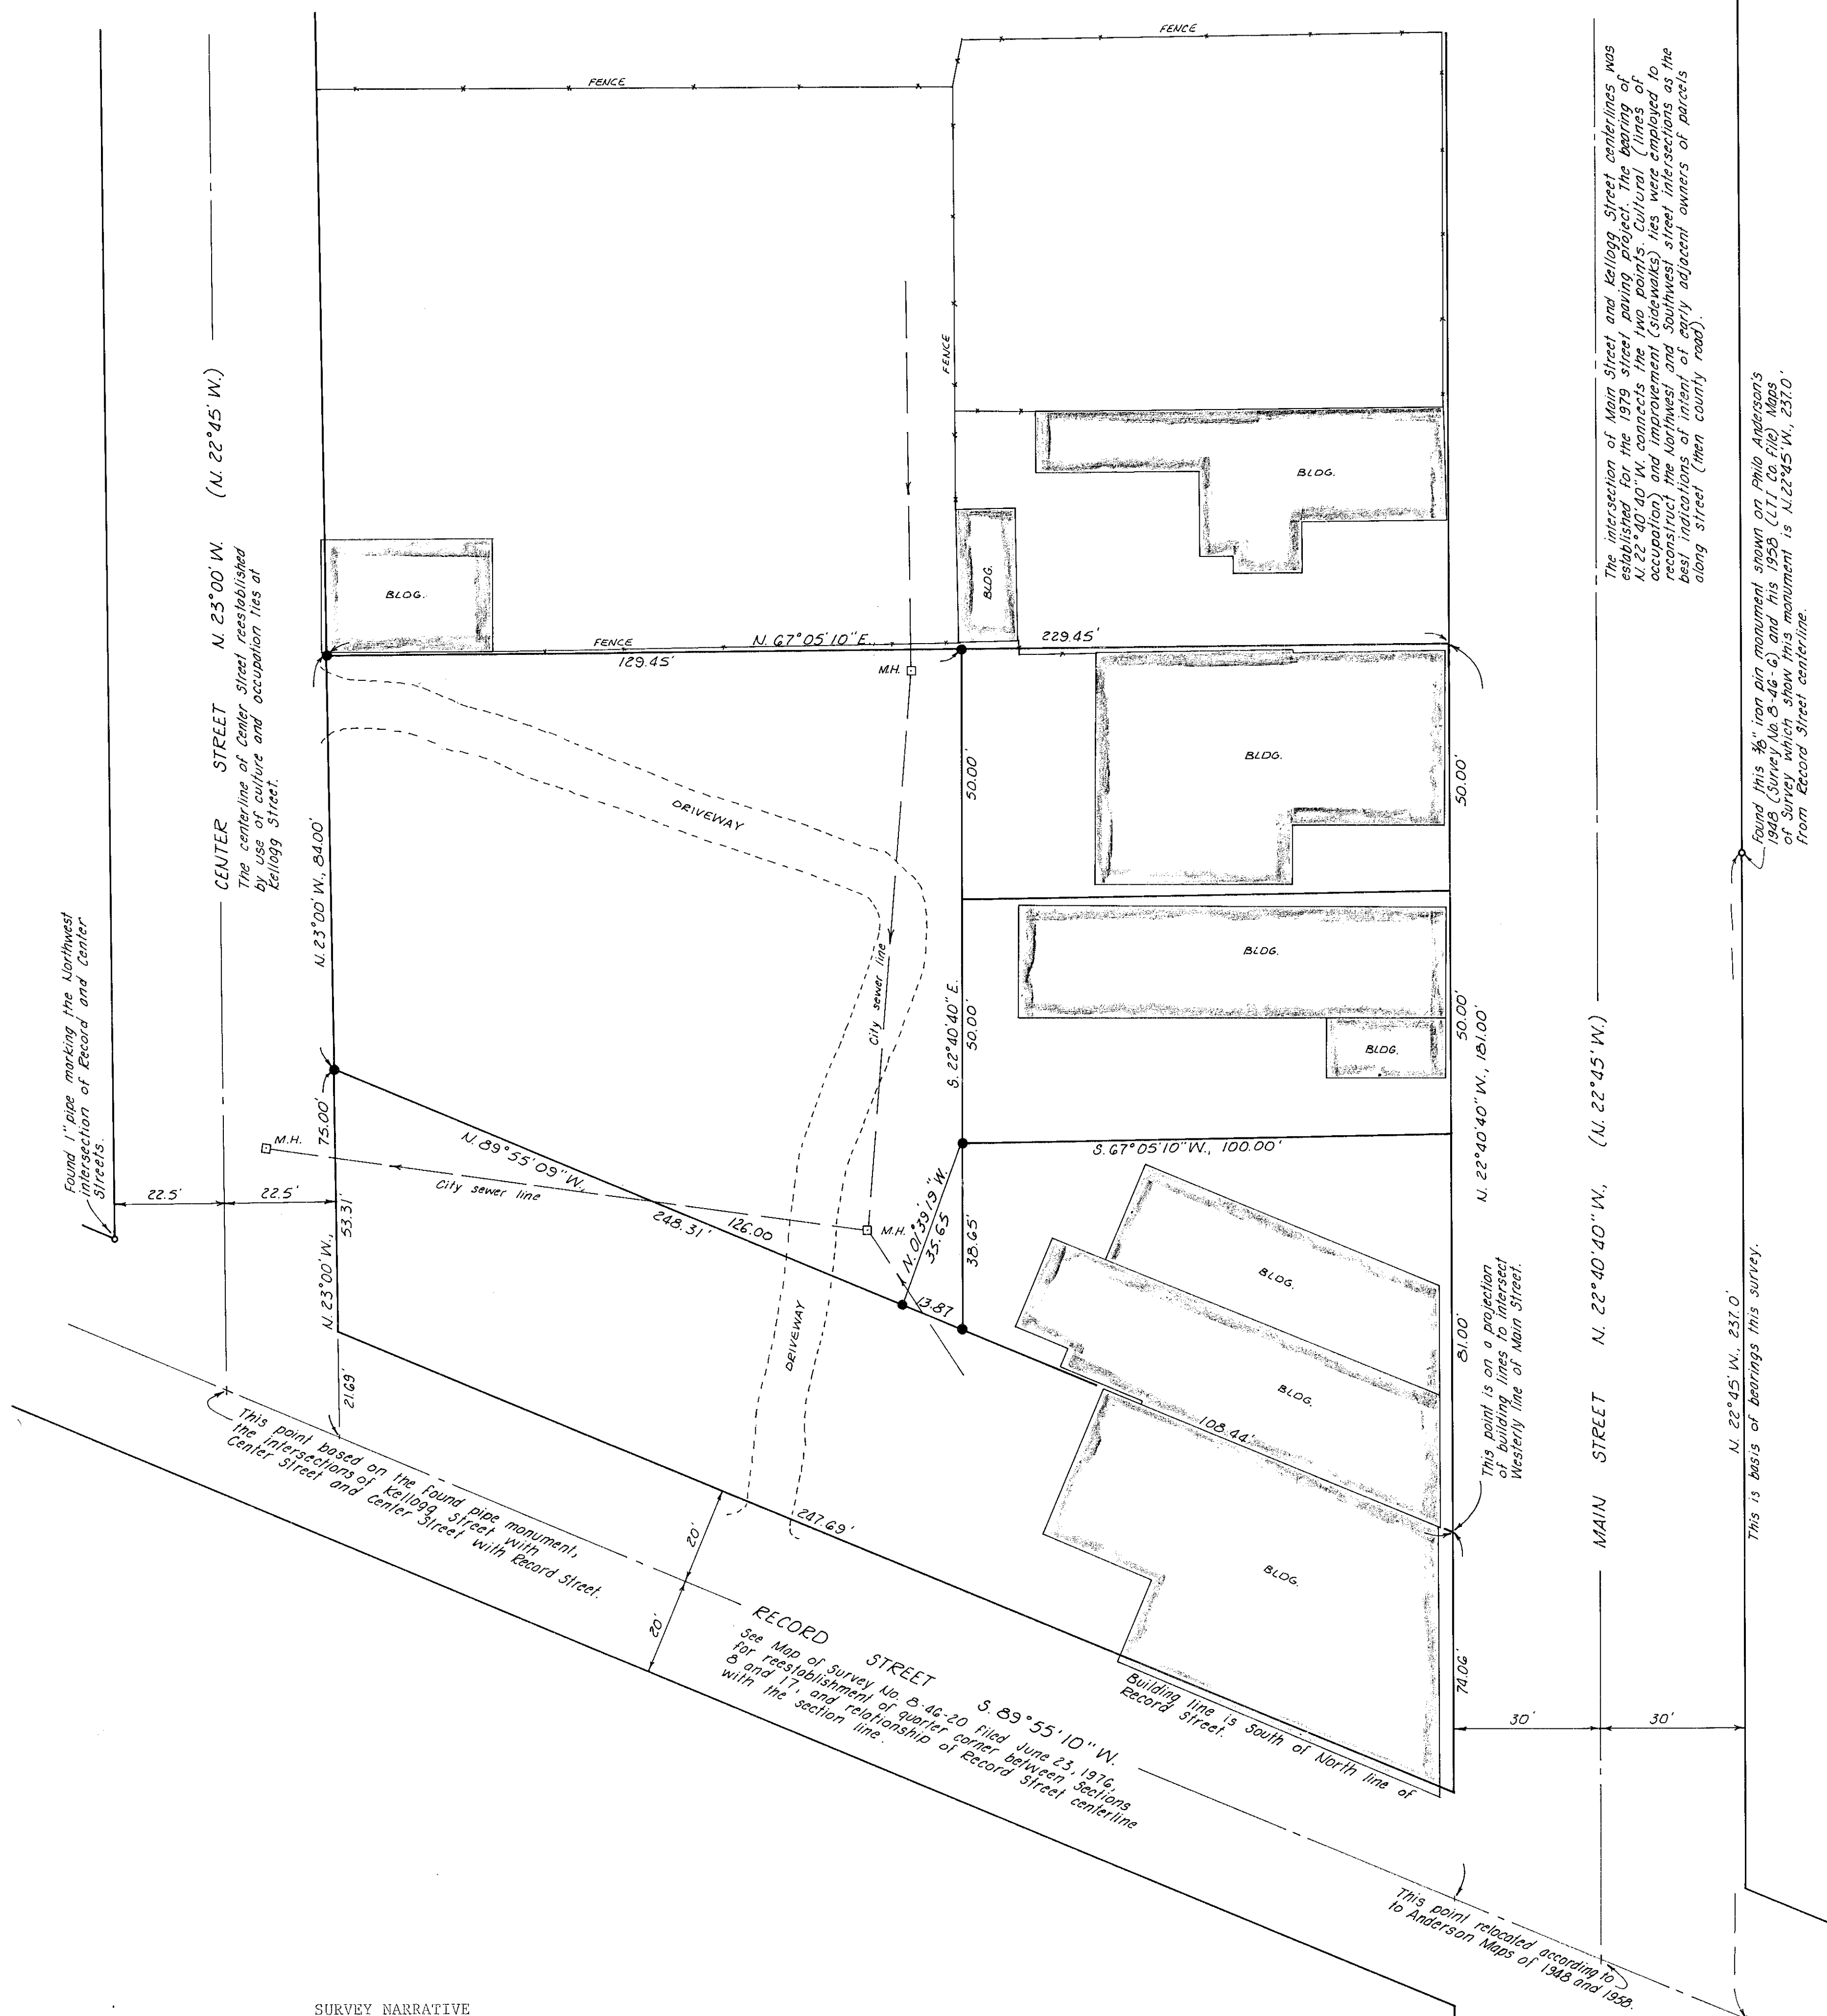 FENCE
FENCE
FENCE
CENTER STREET N. 23°00' W. (N. 22°45' W.)
The centerline of Center Street reestablished
by use of culture and occupation ties at
Kellogg Street.
The intersection of Main Street and Kellogg Street centerlines was
established for the 1979 street paving project. The bearing of
N. 22°40'40" W. connects the two points. Cultural (lines of
occupation) and improvement (sidewalks) ties were employed to
reconstruct the Northwest and Southwest street intersections as the
best indications of intent of early adjacent owners of parcels
along street (then county road).
Found this 3/8" iron pin monument shown on Philo Anderson's
1948 (Survey No. 8-46-G) and his 1958 (LTI Co. File) Maps
of Survey which show this monument is N. 22°45' W., 237.0'
from Record Street centerline.
BLDG.
BLDG.
BLDG.
FENCE
N. 67°05'10" E.,
229.45'
129.45'
M.H.
50.00'
BLDG.
50.00'
DRIVEWAY
N. 23°00' W., 84.00'
City sewer line
S. 22°40'40" E.
50.00'
BLDG.
50.00'
BLDG.
N. 22°40'40" W., 181.00'
MAIN STREET N. 22°40'40" W., (N. 22°45' W.)
Found 1" pipe marking the Northwest
intersection of Record and Center
Streets.
75.00'
M.H.
N. 89°55'09" W.,
City sewer line
248.31'
126.00
M.H.
N. 01°39'19" W.
35.65
38.65'
13.87
S. 67°05'10" W., 100.00'
22.5'
22.5'
53.31'
N. 23°00' W.,
21.69'
BLDG.
BLDG.
108.44'
81.00'
This point is on a projection
of building lines to intersect
Westerly line of Main Street.
DRIVEWAY
This point based on the found pipe monument,
the intersections of Kellogg Street with
Center Street and Center Street with Record Street.
247.69'
20'
20'
BLDG.
RECORD STREET S. 89°55'10" W.
See Map of Survey No. 8-46-20 filed June 23, 1976,
for reestablishment of quarter corner between Sections
8 and 17, and relationship of Record Street centerline
with the section line.
Building line is South of North line of
Record Street.
74.06'
30'
30'
N. 22°45' W., 237.0'
This is basis of bearings this survey.
This point relocated according to
to Anderson Maps of 1948 and 1958.
SURVEY NARRATIVE